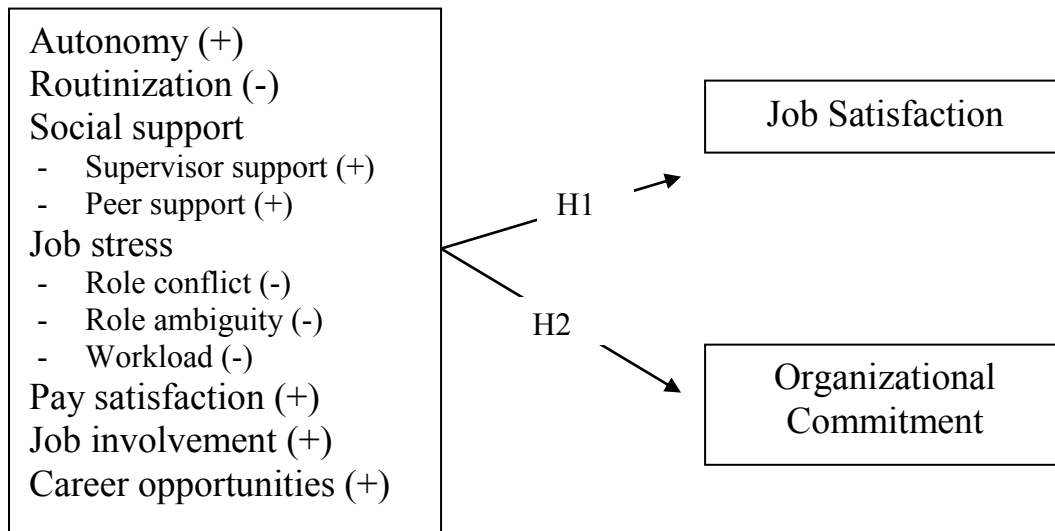 Autonomy (+)
Routinization (-)
Social support
- Supervisor support (+)
- Peer support (+)
Job stress
- Role conflict (-)
- Role ambiguity (-)
- Workload (-)
Pay satisfaction (+)
Job involvement (+)
Career opportunities (+)
H1
H2
Job Satisfaction
Organizational
Commitment